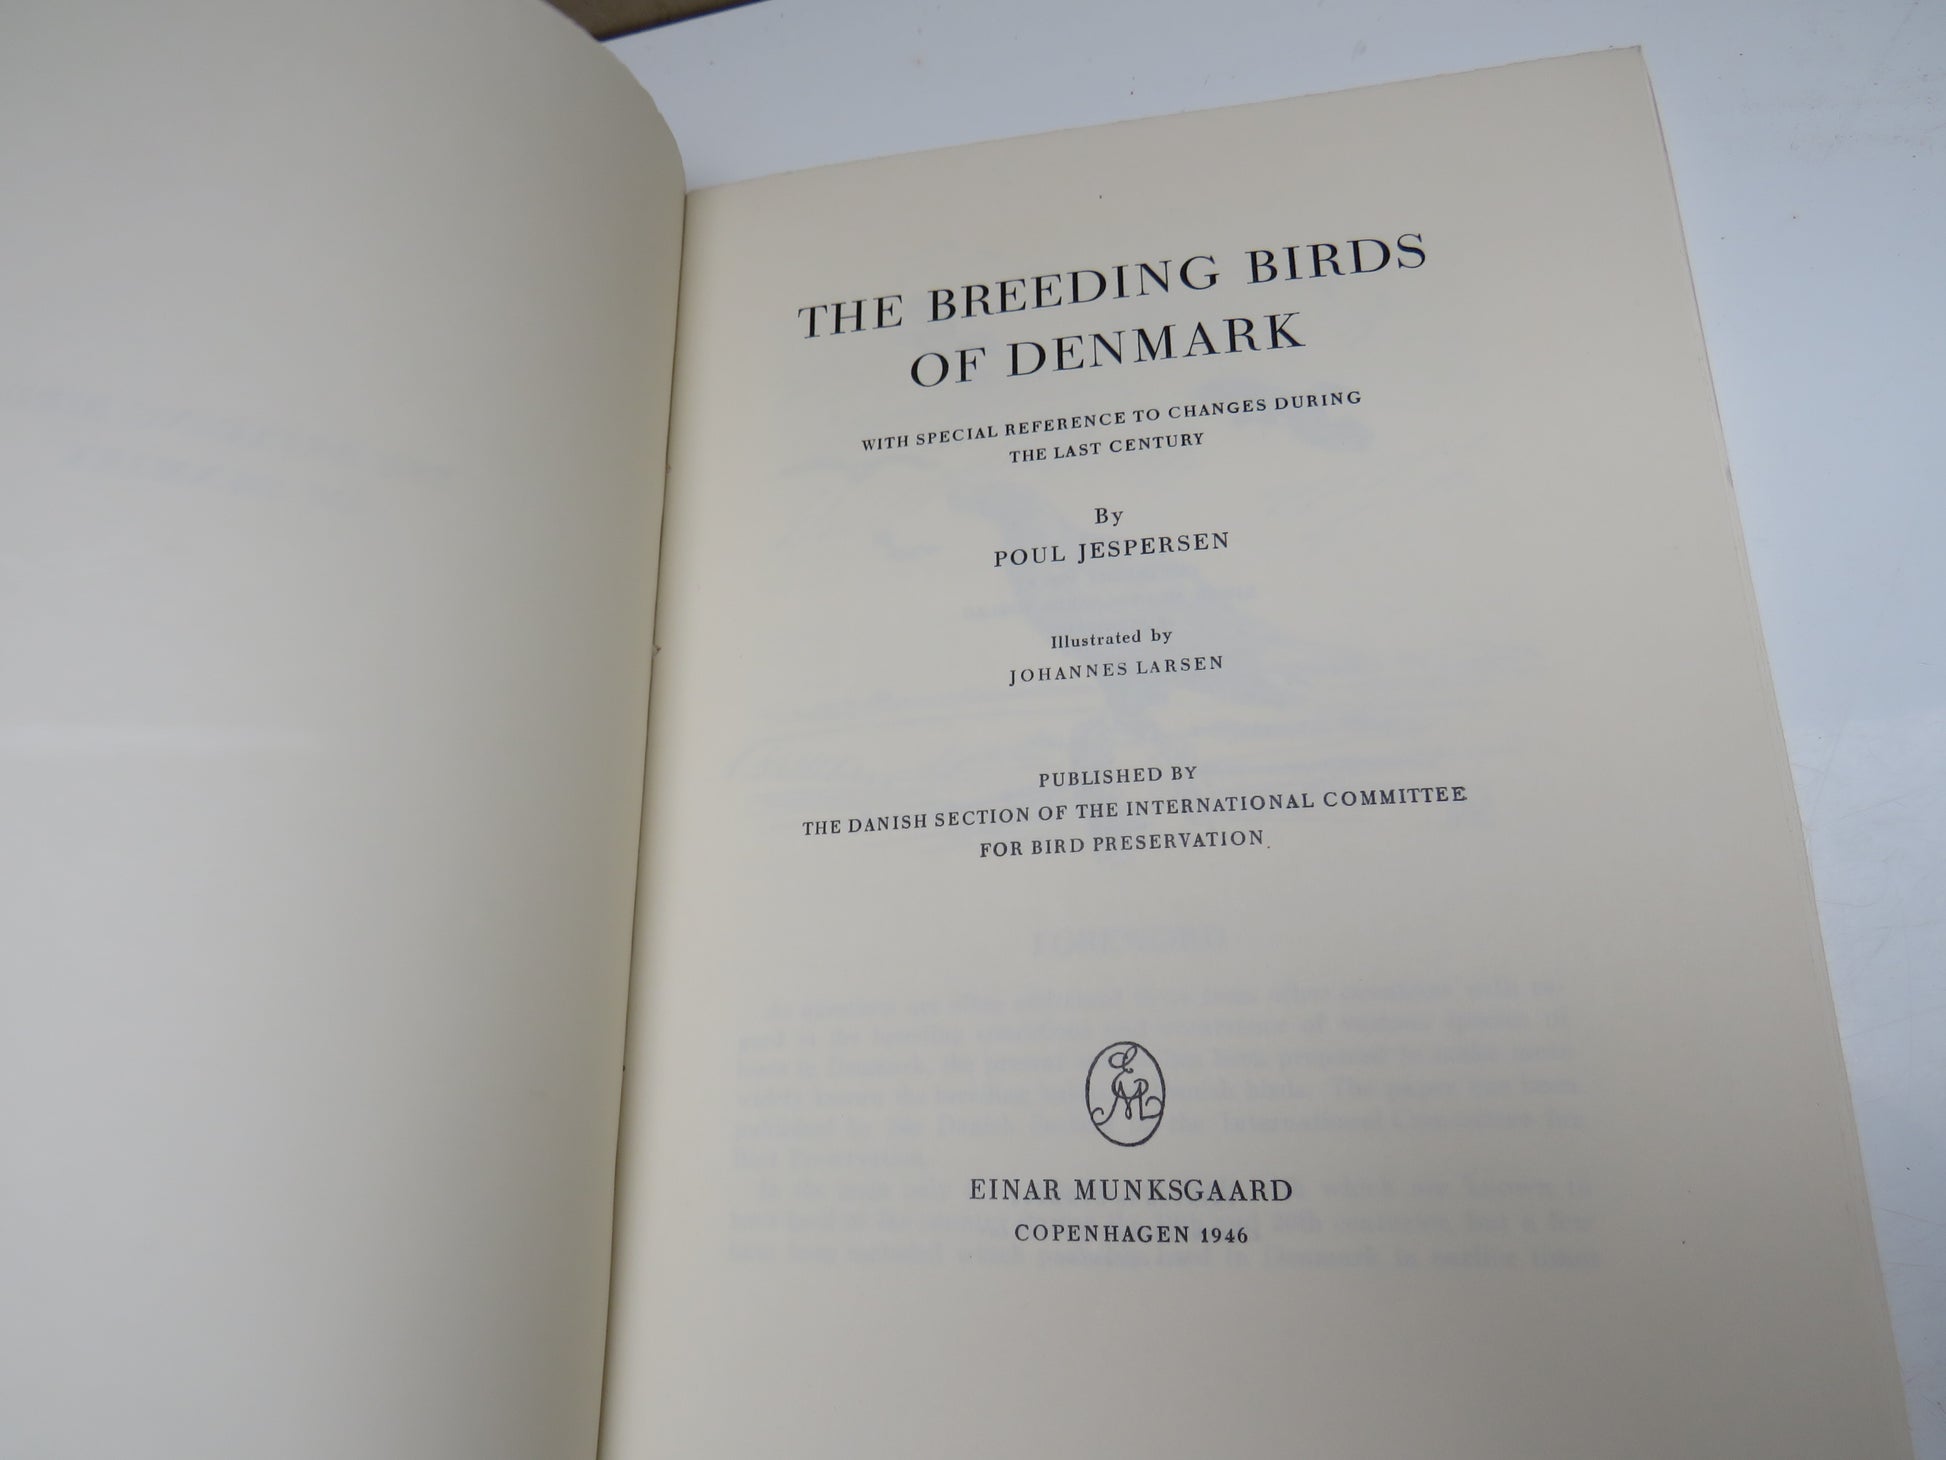 THE BREEDING BIRDS
OF DENMARK
WITH SPECIAL REFERENCE TO CHANGES DURING
THE LAST CENTURY
By
POUL JESPERSEN
Illustrated by
JOHANNES LARSEN
PUBLISHED BY
THE DANISH SECTION OF THE INTERNATIONAL COMMITTEE
FOR BIRD PRESERVATION
EML
EINAR MUNKSGAARD
COPENHAGEN 1946